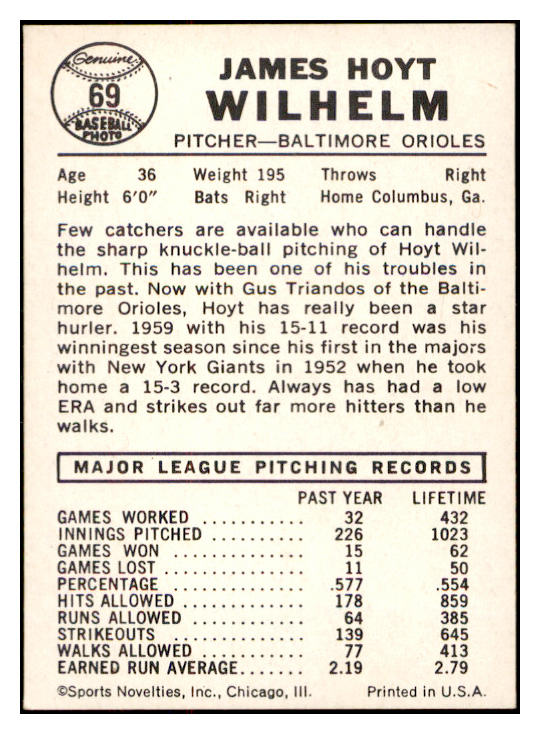 Genuine
69
BASEBALL
PHOTO
JAMES HOYT
WILHELM
PITCHER—BALTIMORE ORIOLES
Age 36 Weight 195 Throws Right
Height 6'0" Bats Right Home Columbus, Ga.
Few catchers are available who can handle
the sharp knuckle-ball pitching of Hoyt Wil-
helm. This has been one of his troubles in
the past. Now with Gus Triandos of the Balti-
more Orioles, Hoyt has really been a star
hurler. 1959 with his 15-11 record was his
winningest season since his first in the majors
with New York Giants in 1952 when he took
home a 15-3 record. Always has had a low
ERA and strikes out far more hitters than he
walks.
MAJOR LEAGUE PITCHING RECORDS
PAST YEAR LIFETIME
GAMES WORKED .......... 32 432
INNINGS PITCHED ......... 226 1023
GAMES WON ............. 15 62
GAMES LOST .............. 11 50
PERCENTAGE .............. .577 .554
HITS ALLOWED ............ 178 859
RUNS ALLOWED ........... 64 385
STRIKEOUTS ............. 139 645
WALKS ALLOWED .......... 77 413
EARNED RUN AVERAGE....... 2.19 2.79
©Sports Novelties, Inc., Chicago, Ill. Printed in U.S.A.